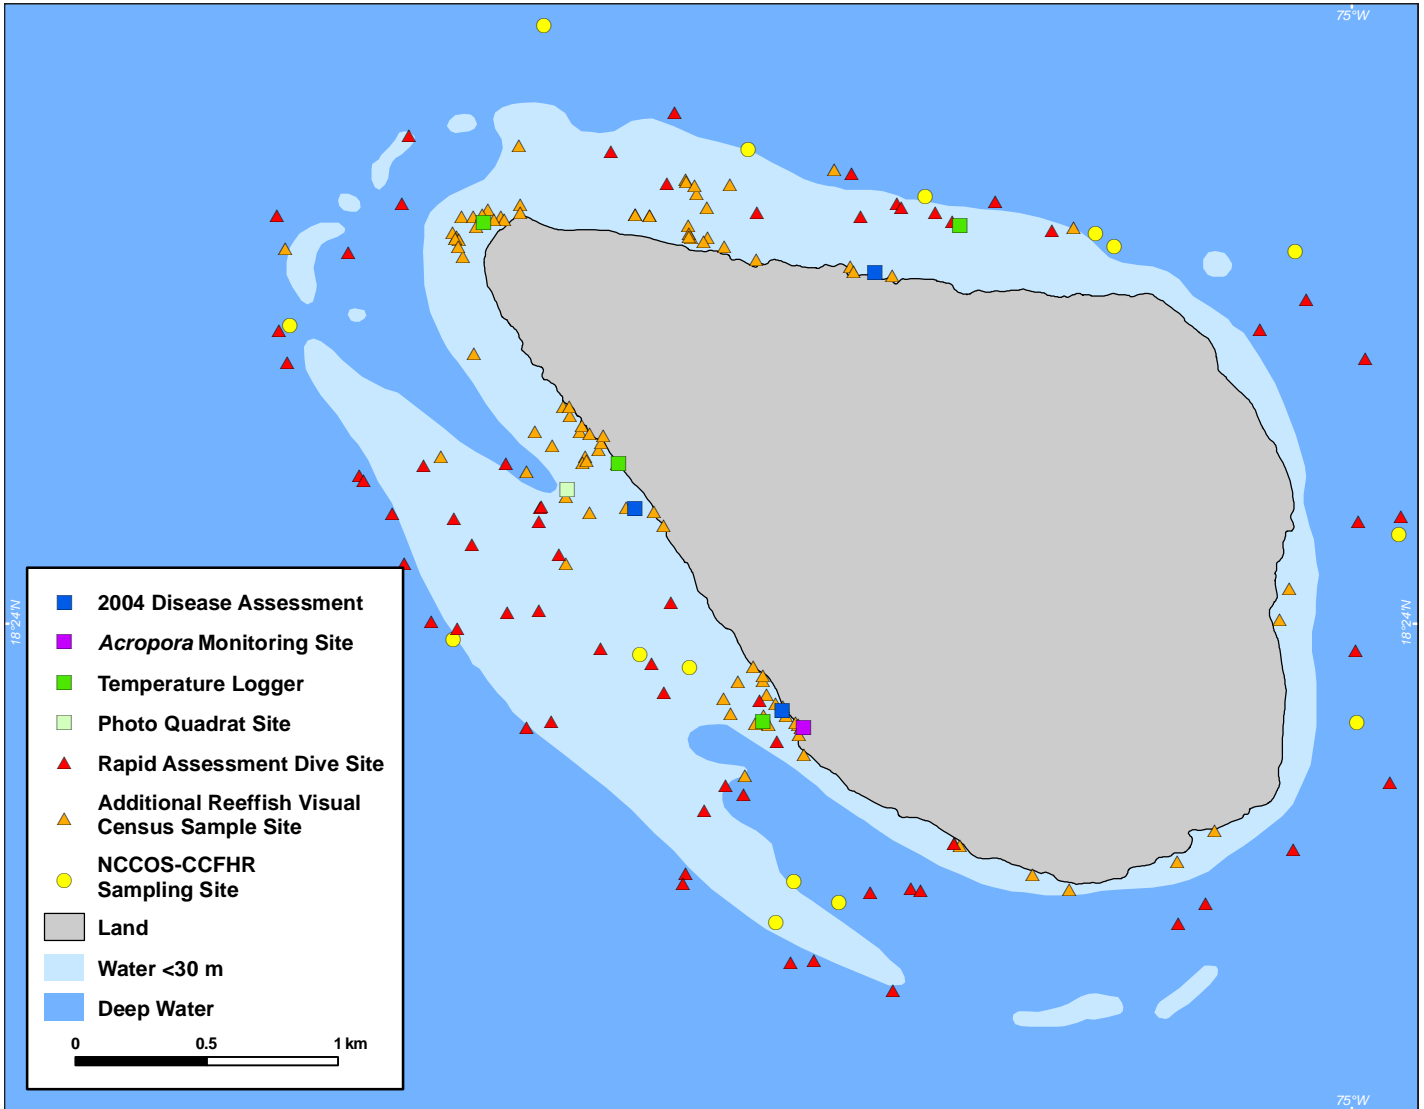 75°W
18°24'N
18°24'N
2004 Disease Assessment
Acropora Monitoring Site
Temperature Logger
Photo Quadrat Site
Rapid Assessment Dive Site
Additional Reeffish Visual
Census Sample Site
NCCOS-CCFHR
Sampling Site
Land
Water <30 m
Deep Water
0 0.5 1 km
75°W